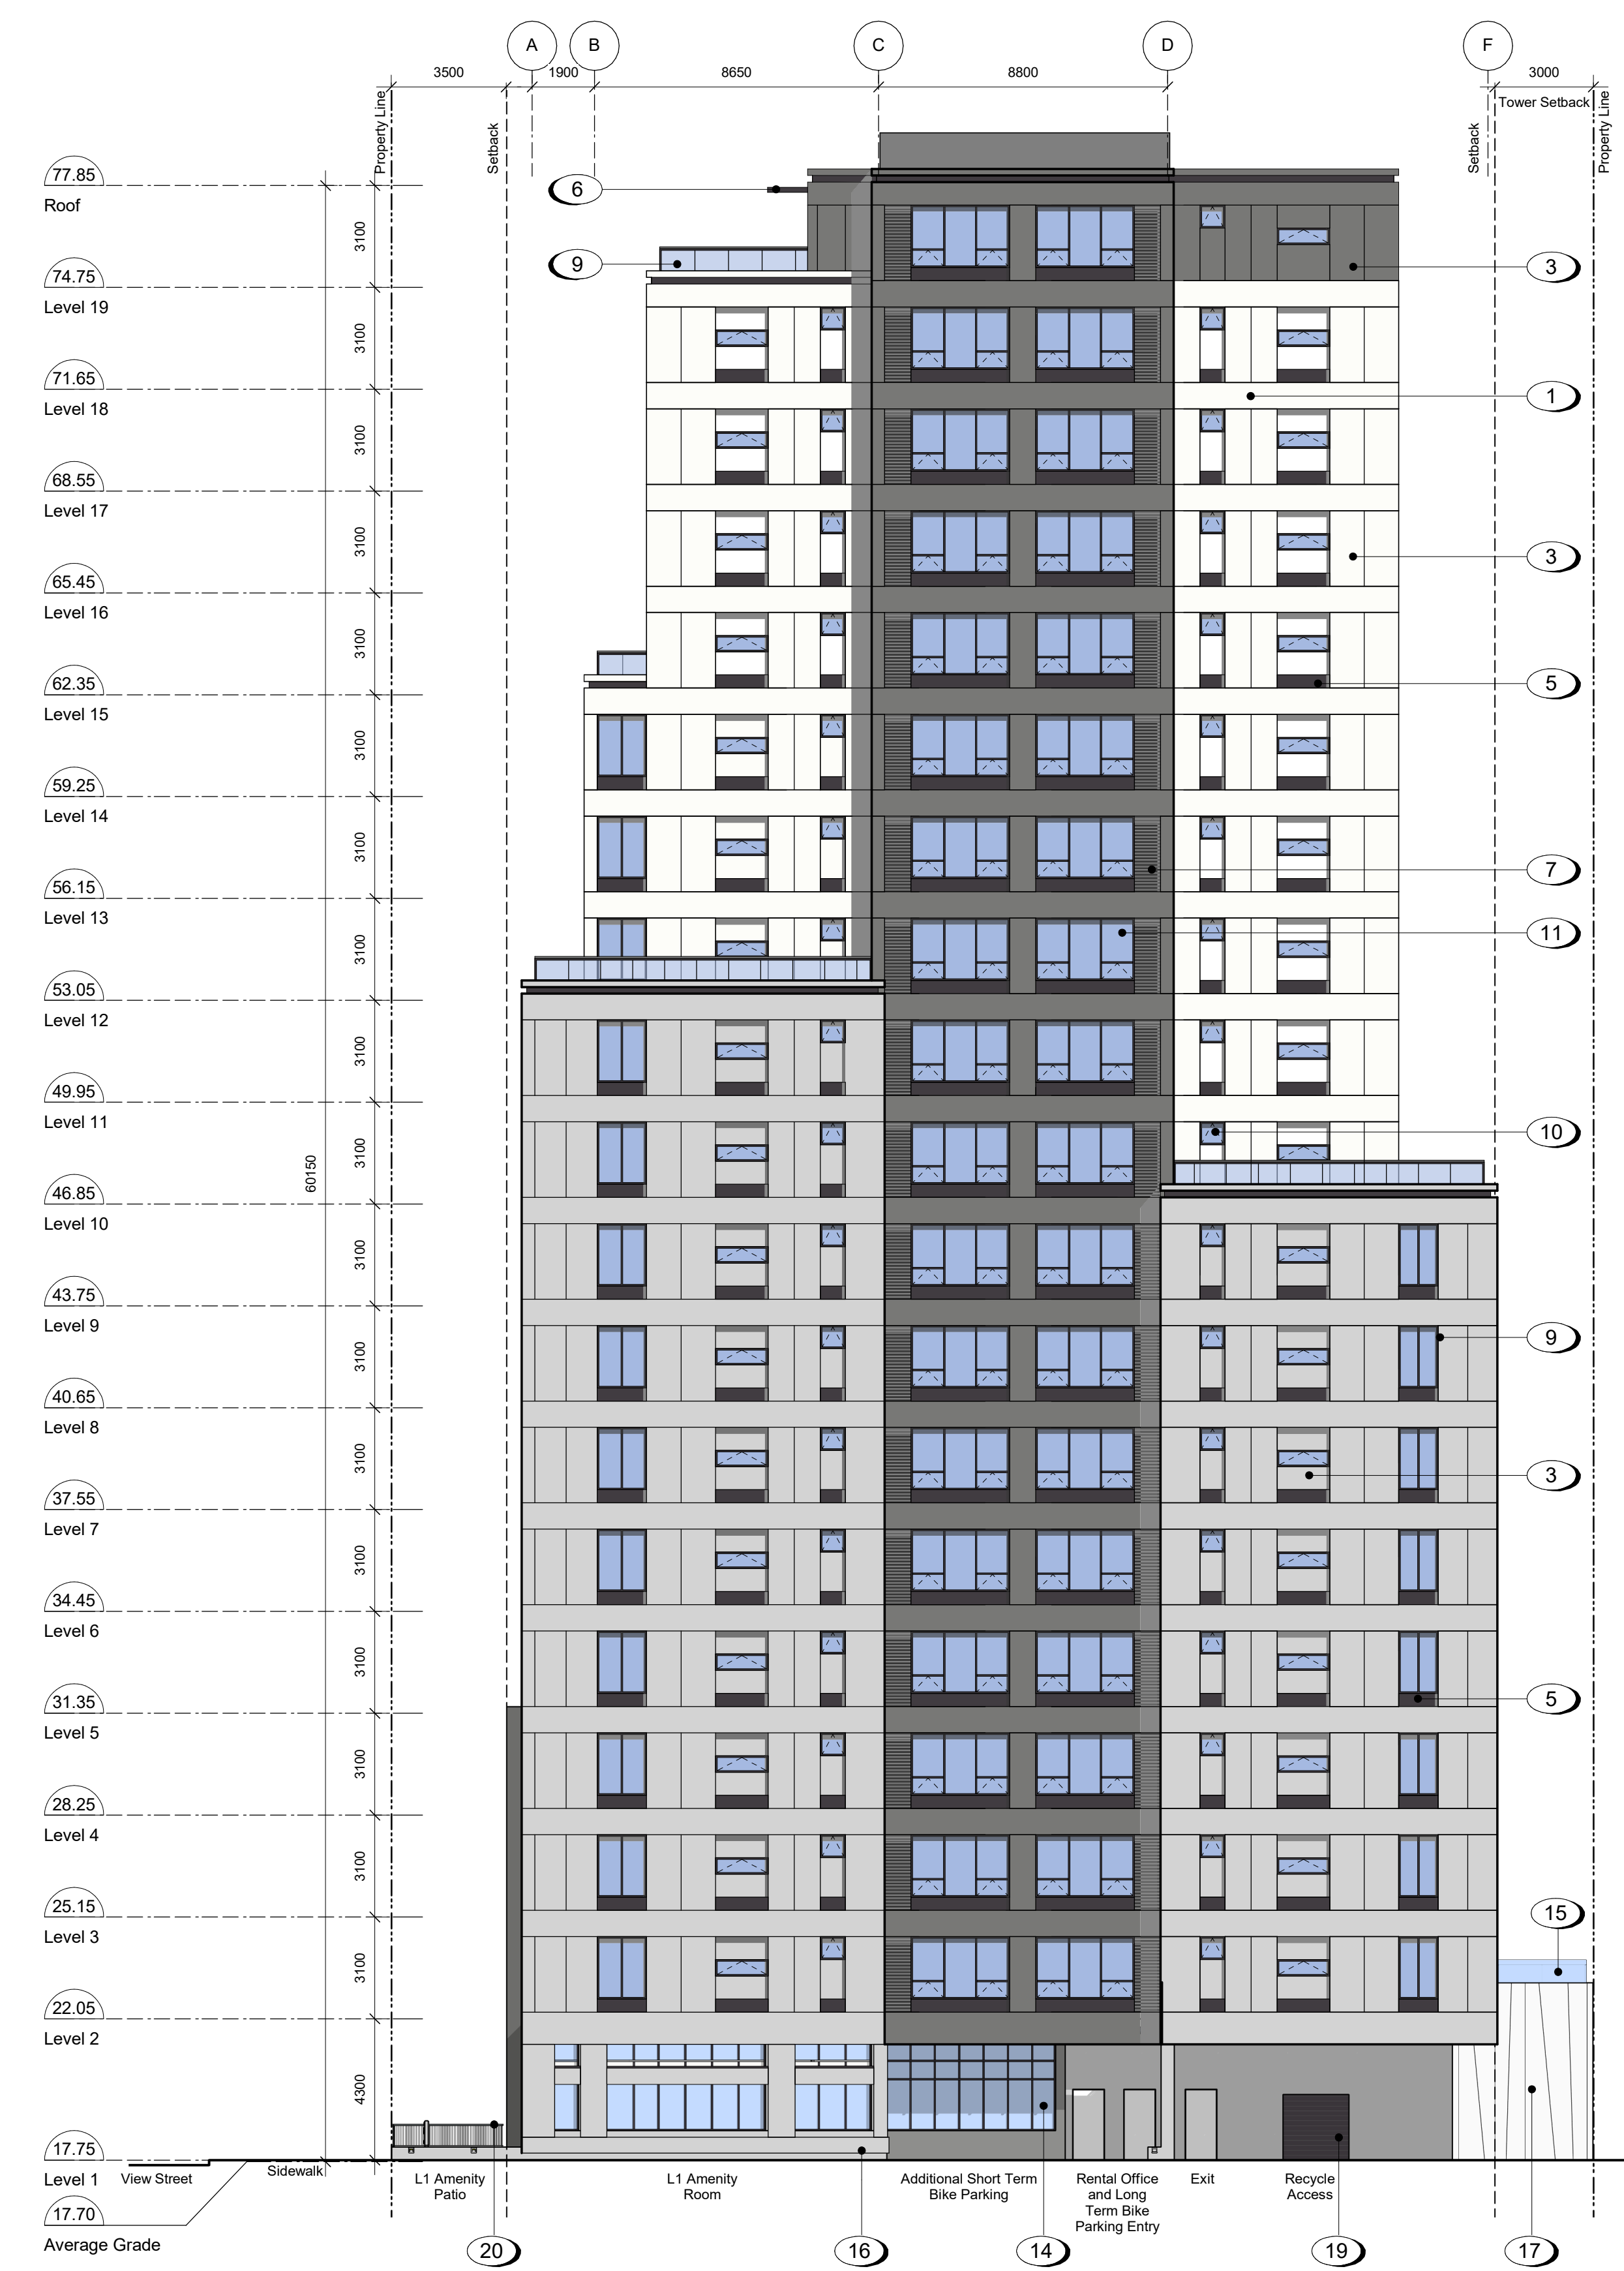 A
B
C
D
F
3500
1900
8650
8800
3000
Tower Setback
Property Line
Setback
Setback
Property Line
77.85
Roof
6
3100
9
3
74.75
Level 19
3100
71.65
Level 18
1
3100
68.55
Level 17
3100
3
65.45
Level 16
3100
62.35
Level 15
5
3100
59.25
Level 14
3100
7
56.15
Level 13
11
3100
53.05
Level 12
3100
49.95
Level 11
10
3100
60150
46.85
Level 10
3100
43.75
Level 9
9
3100
40.65
Level 8
3100
3
37.55
Level 7
3100
34.45
Level 6
3100
31.35
Level 5
5
3100
28.25
Level 4
3100
25.15
Level 3
15
3100
22.05
Level 2
4300
17.75
Level 1
View Street
Sidewalk
L1 Amenity
Patio
L1 Amenity
Room
Additional Short Term
Bike Parking
Rental Office
and Long
Term Bike
Parking Entry
Exit
Recycle
Access
17.70
Average Grade
20
16
14
19
17